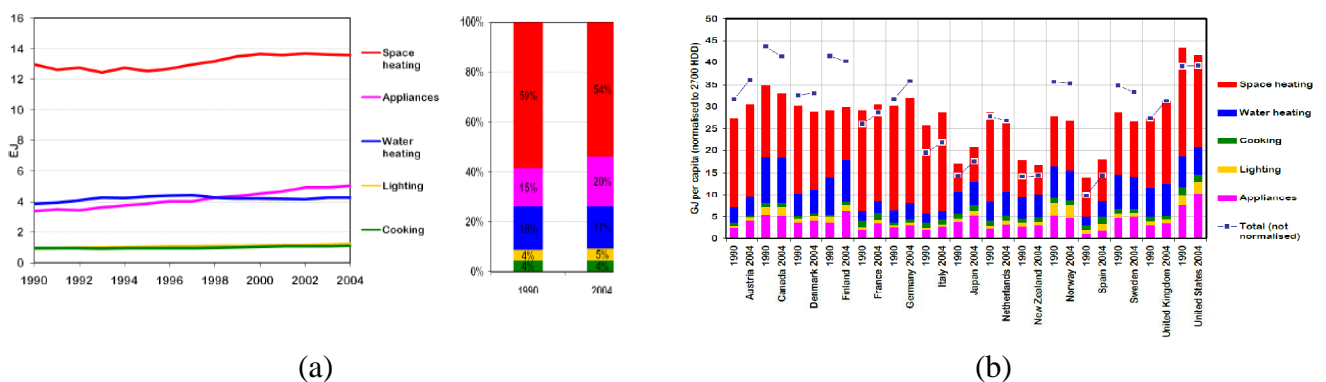 16
14
12
10
8
6
4
2
0
EJ
1990 1992 1994 1996 1998 2000 2002 2004
Space
heating
Appliances
Water
heating
Lighting
Cooking
100%
80%
60%
40%
20%
0%
59%
15%
18%
4%
4%
54%
20%
17%
5%
4%
1990
2004
(a)
GJ per capita (normalised to 2700 HDD)
50
45
40
35
30
25
20
15
10
5
0
1990
Austria 2004
1990
Canada 2004
1990
Denmark 2004
1990
Finland 2004
1990
France 2004
1990
Germany 2004
1990
Italy 2004
1990
Japan 2004
1990
Netherlands 2004
1990
New Zealand 2004
1990
Norway 2004
1990
Spain 2004
1990
Sweden 2004
1990
United Kingdom 2004
1990
United States 2004
Space heating
Water heating
Cooking
Lighting
Appliances
Total (not
normalised)
(b)